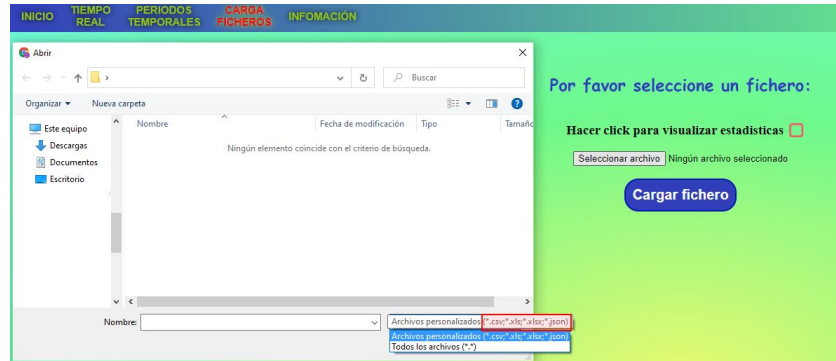 INICIO TIEMPO REAL PERIODOS TEMPORALES CARGA FICHEROS INFOMACIÓN
Abrir
Buscar
Organizar Nueva carpeta
Nombre Fecha de modificación Tipo Tamañc
Este equipo
Descargas
Documentos
Escritorio
Ningún elemento coincide con el criterio de búsqueda.
Nombre: Archivos personalizados (*.csv;*.xls;*.xlsx;*.json)
Archivos personalizados (*.csv;*.xls;*.xlsx;*.json)
Todos los archivos (*.*)
Por favor seleccione un fichero:
Hacer click para visualizar estadisticas
Seleccionar archivo Ningún archivo seleccionado
Cargar fichero